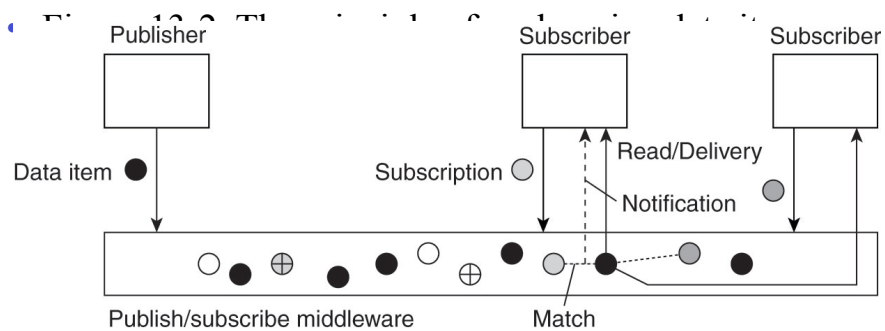 Publisher
Subscriber
Subscriber
Data item
Subscription
Read/Delivery
Notification
Publish/subscribe middleware
Match